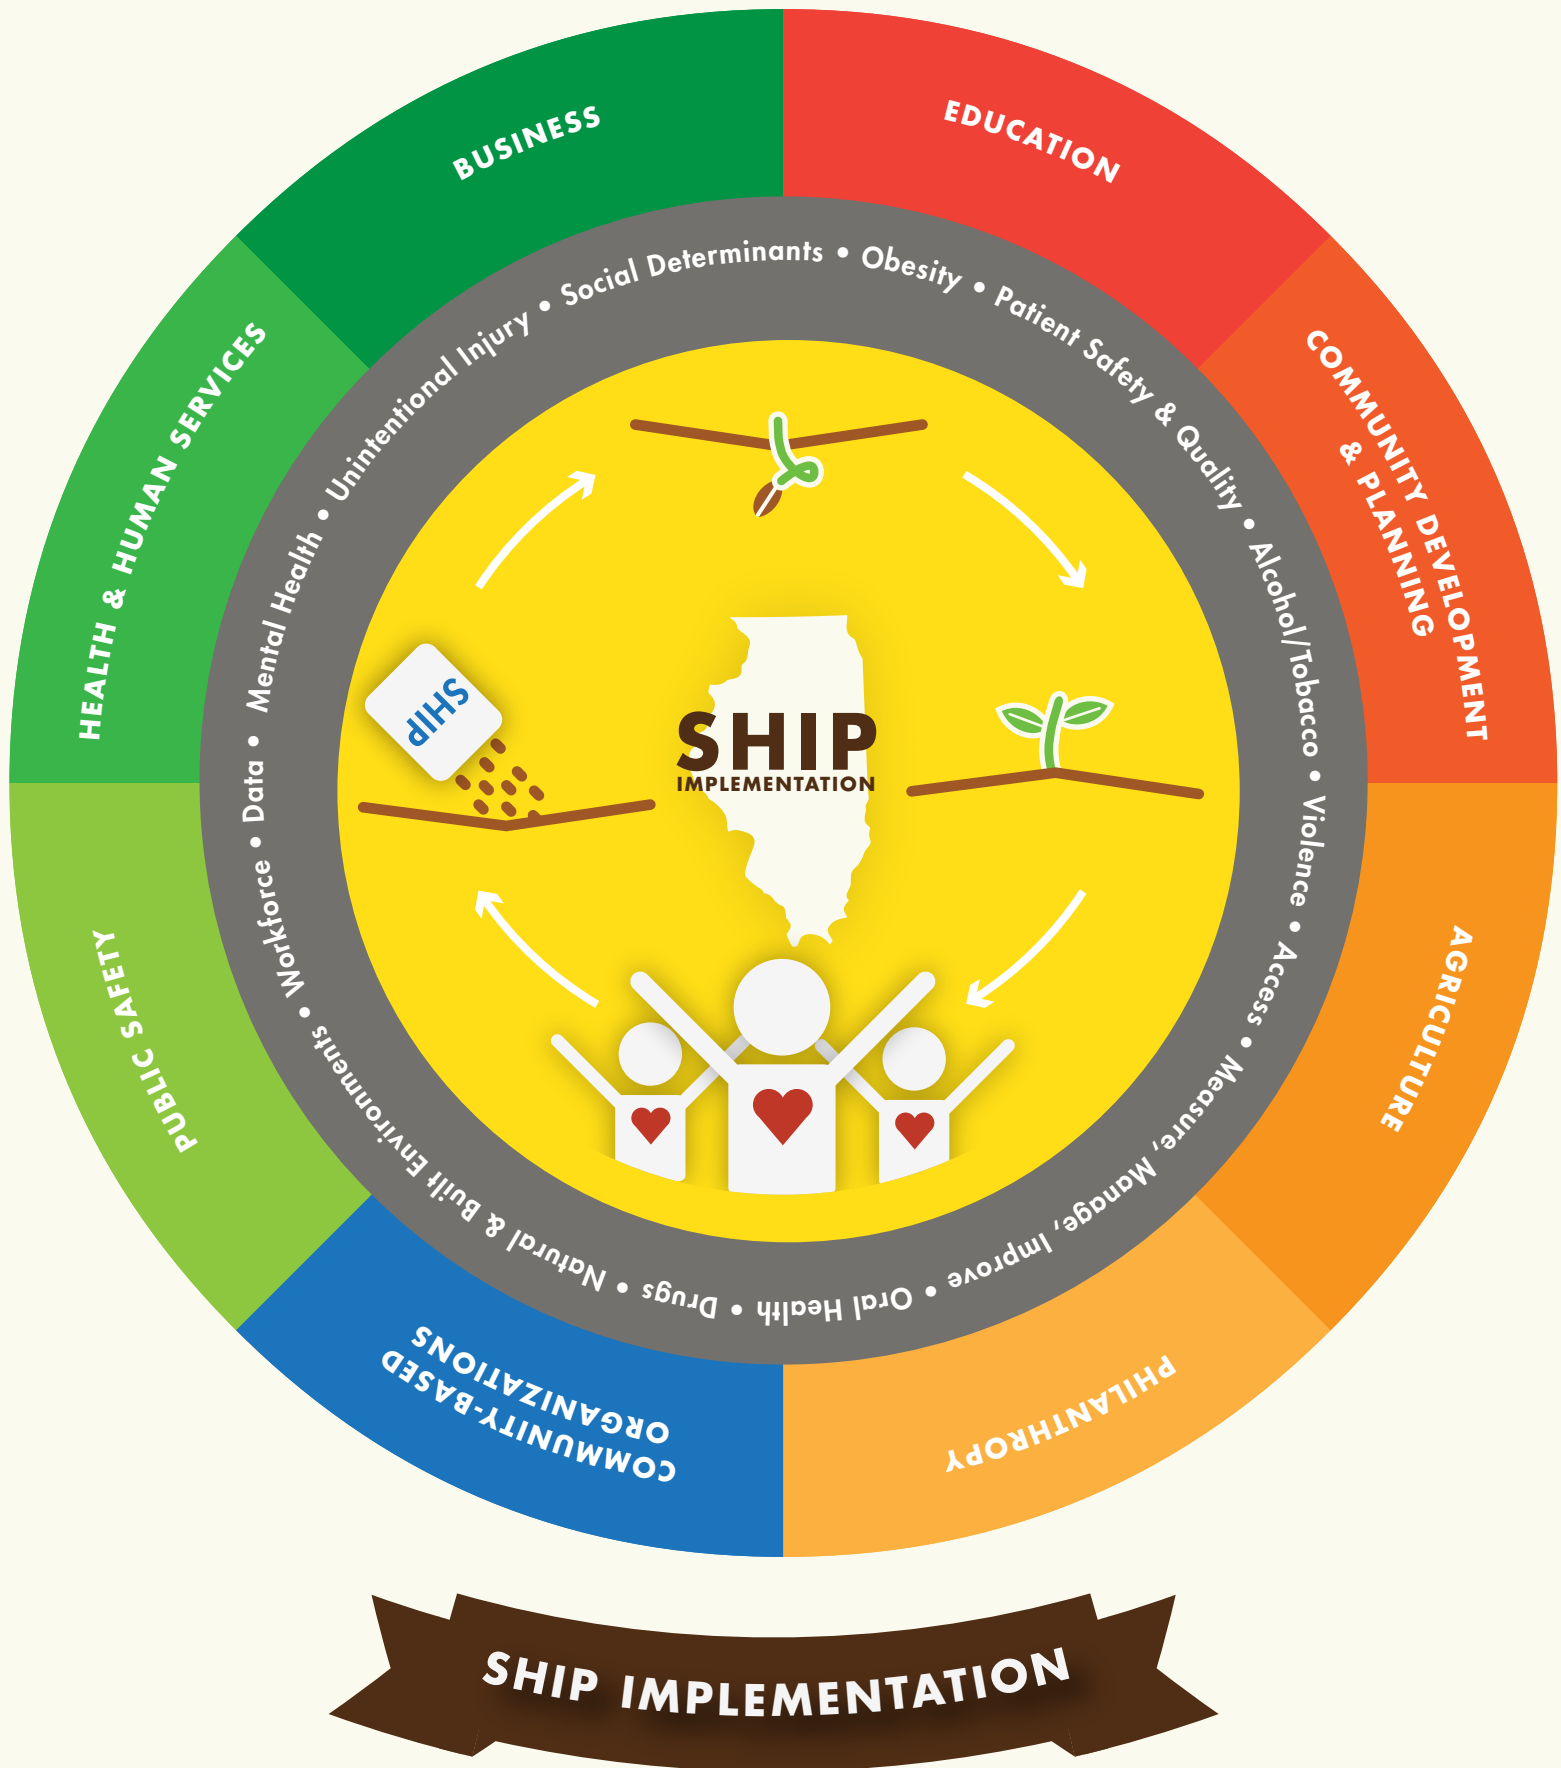 BUSINESS
EDUCATION
COMMUNITY DEVELOPMENT
& PLANNING
AGRICULTURE
PHILANTHROPY
COMMUNITY-BASED
ORGANIZATIONS
PUBLIC SAFETY
HEALTH & HUMAN SERVICES
Social Determinants • Obesity • Patient Safety & Quality • Alcohol/Tobacco • Violence • Access • Measure, Manage, Improve • Oral Health • Drugs • Natural & Built Environments • Workforce • Data • Mental Health • Unintentional Injury •
SHIP
SHIP
IMPLEMENTATION
SHIP IMPLEMENTATION